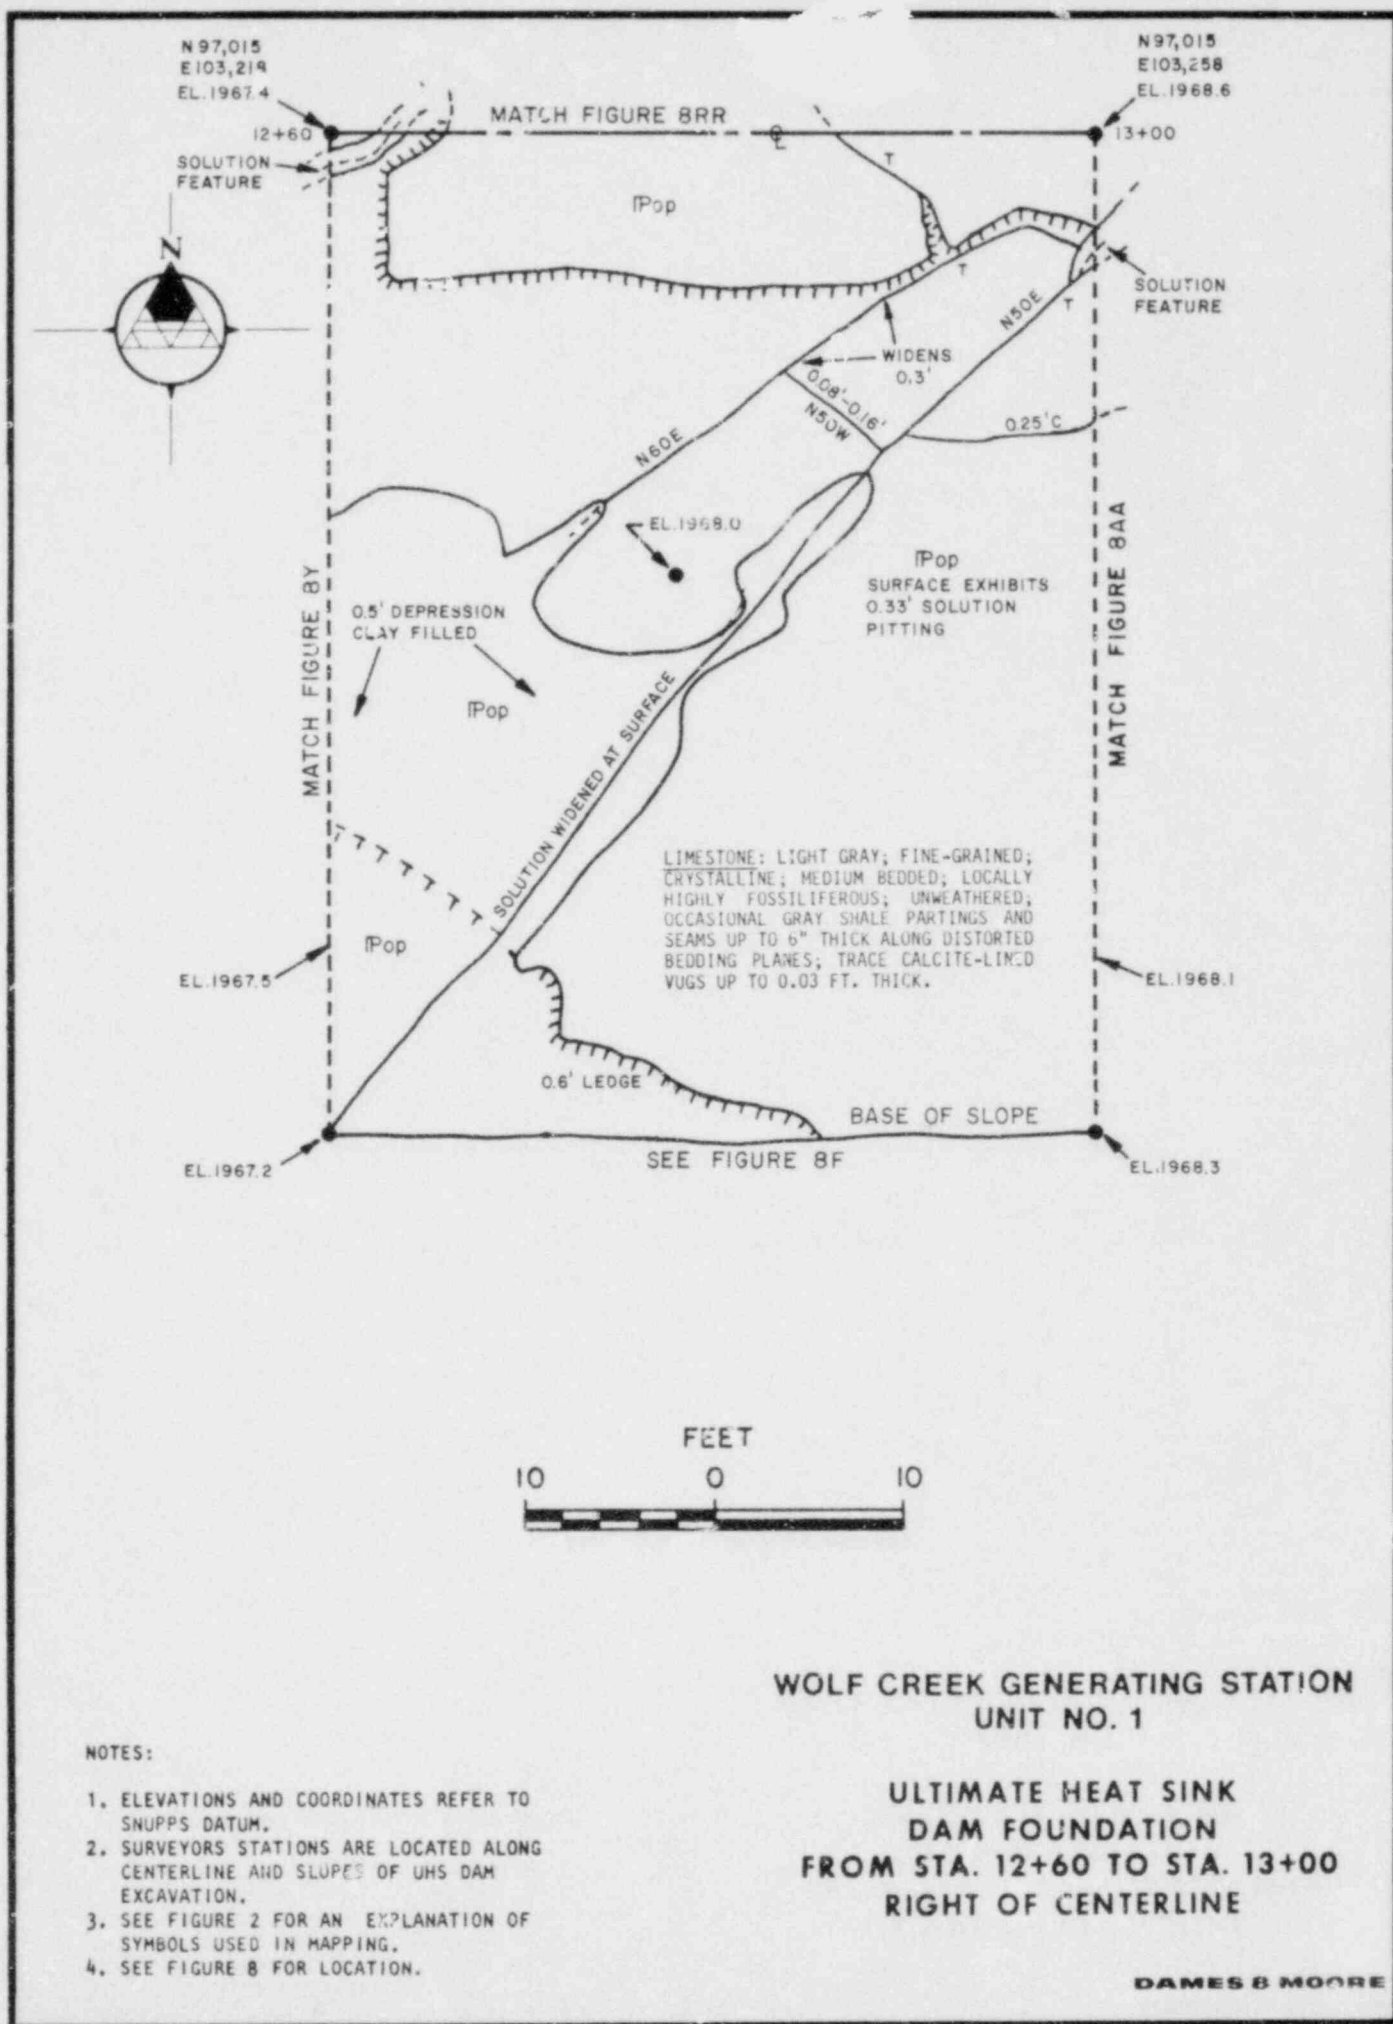 N 97,015
E103,219
EL.1967.4
N97,015
E103,258
EL.1968.6
12+60
MATCH FIGURE 8RR
℄
13+00
SOLUTION
FEATURE
T
ꟼPop
N
T
SOLUTION
FEATURE
T
N50E
WIDENS
0.3'
0.08'-0.16'
N50W
0.25'C
N60E
EL.1968.0
ꟼPop
SURFACE EXHIBITS
0.33' SOLUTION
PITTING
0.5' DEPRESSION
CLAY FILLED
MATCH FIGURE 8Y
MATCH FIGURE 8AA
ꟼPop
SOLUTION WIDENED AT SURFACE
LIMESTONE: LIGHT GRAY; FINE-GRAINED;
CRYSTALLINE; MEDIUM BEDDED; LOCALLY
HIGHLY FOSSILIFEROUS; UNWEATHERED;
OCCASIONAL GRAY SHALE PARTINGS AND
SEAMS UP TO 6" THICK ALONG DISTORTED
BEDDING PLANES; TRACE CALCITE-LINED
VUGS UP TO 0.03 FT. THICK.
ꟼPop
EL.1967.5
EL.1968.1
0.6' LEDGE
BASE OF SLOPE
SEE FIGURE 8F
EL.1967.2
EL.1968.3
FEET
10 0 10
WOLF CREEK GENERATING STATION
UNIT NO. 1
ULTIMATE HEAT SINK
DAM FOUNDATION
FROM STA. 12+60 TO STA. 13+00
RIGHT OF CENTERLINE
NOTES:
1. ELEVATIONS AND COORDINATES REFER TO
SNUPPS DATUM.
2. SURVEYORS STATIONS ARE LOCATED ALONG
CENTERLINE AND SLOPES OF UHS DAM
EXCAVATION.
3. SEE FIGURE 2 FOR AN EXPLANATION OF
SYMBOLS USED IN MAPPING.
4. SEE FIGURE 8 FOR LOCATION.
DAMES & MOORE